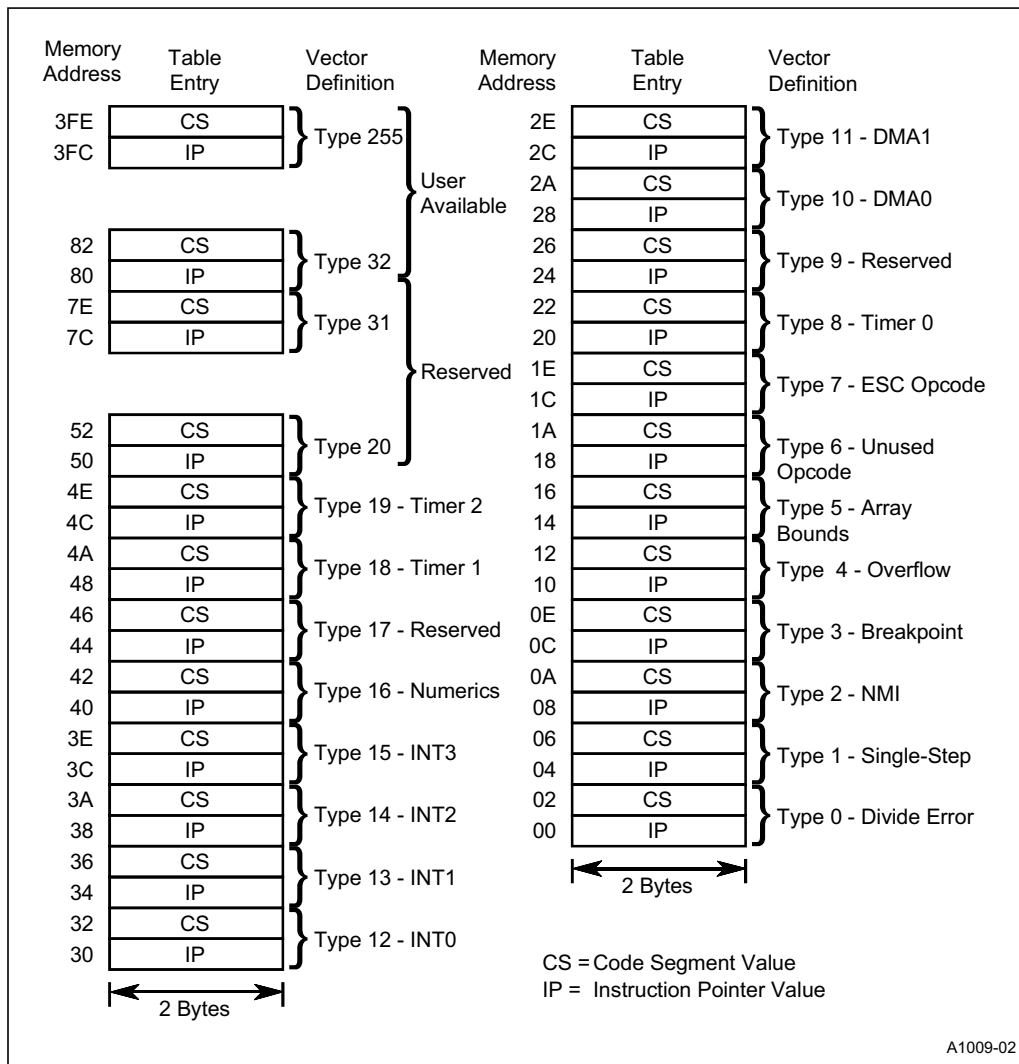 Memory Address Table Entry Vector Definition
3FE CS
3FC IP
Type 255
User Available
82 CS
80 IP
Type 32
7E CS
7C IP
Type 31
Reserved
52 CS
50 IP
Type 20
4E CS
4C IP
Type 19 - Timer 2
4A CS
48 IP
Type 18 - Timer 1
46 CS
44 IP
Type 17 - Reserved
42 CS
40 IP
Type 16 - Numerics
3E CS
3C IP
Type 15 - INT3
3A CS
38 IP
Type 14 - INT2
36 CS
34 IP
Type 13 - INT1
32 CS
30 IP
Type 12 - INT0
2 Bytes
Memory Address Table Entry Vector Definition
2E CS
2C IP
Type 11 - DMA1
2A CS
28 IP
Type 10 - DMA0
26 CS
24 IP
Type 9 - Reserved
22 CS
20 IP
Type 8 - Timer 0
1E CS
1C IP
Type 7 - ESC Opcode
1A CS
18 IP
Type 6 - Unused
Opcode
16 CS
14 IP
Type 5 - Array
Bounds
12 CS
10 IP
Type 4 - Overflow
0E CS
0C IP
Type 3 - Breakpoint
0A CS
08 IP
Type 2 - NMI
06 CS
04 IP
Type 1 - Single-Step
02 CS
00 IP
Type 0 - Divide Error
2 Bytes
CS = Code Segment Value
IP = Instruction Pointer Value
A1009-02